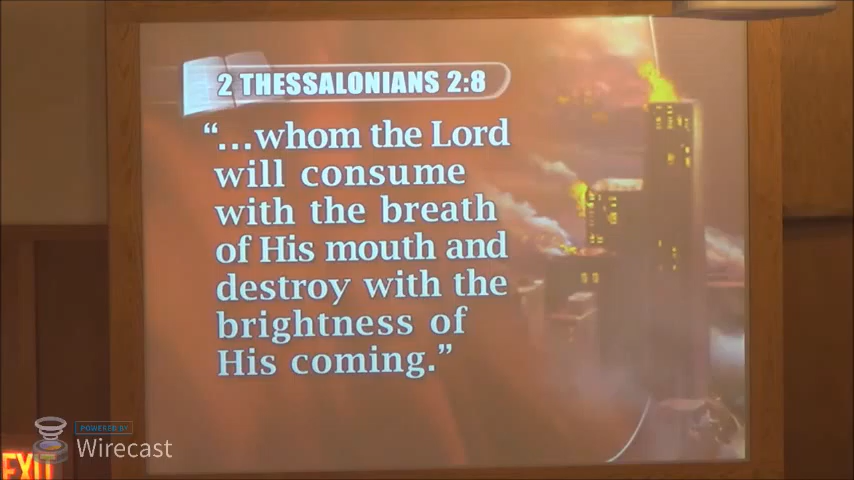 2 THESSALONIANS 2:8
“...whom the Lord
will consume
with the breath
of His mouth and
destroy with the
brightness of
His coming.”
POWERED BY
Wirecast
EXIT